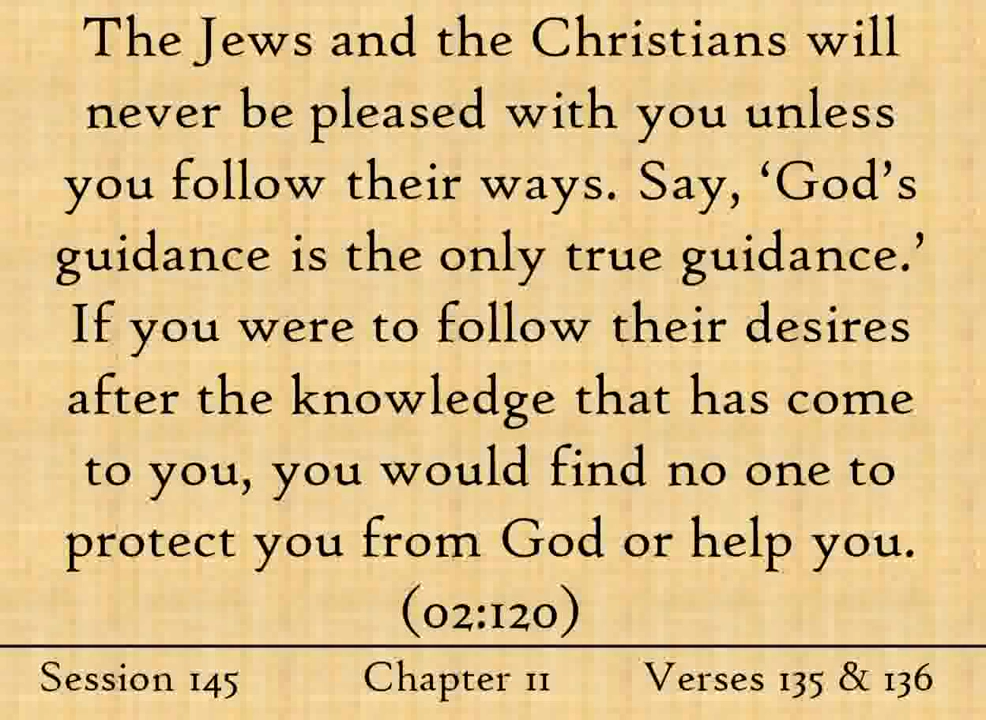 The Jews and the Christians will
never be pleased with you unless
you follow their ways. Say, ‘God’s
guidance is the only true guidance.’
If you were to follow their desires
after the knowledge that has come
to you, you would find no one to
protect you from God or help you.
(02:120)
Session 145 Chapter 11 Verses 135 & 136